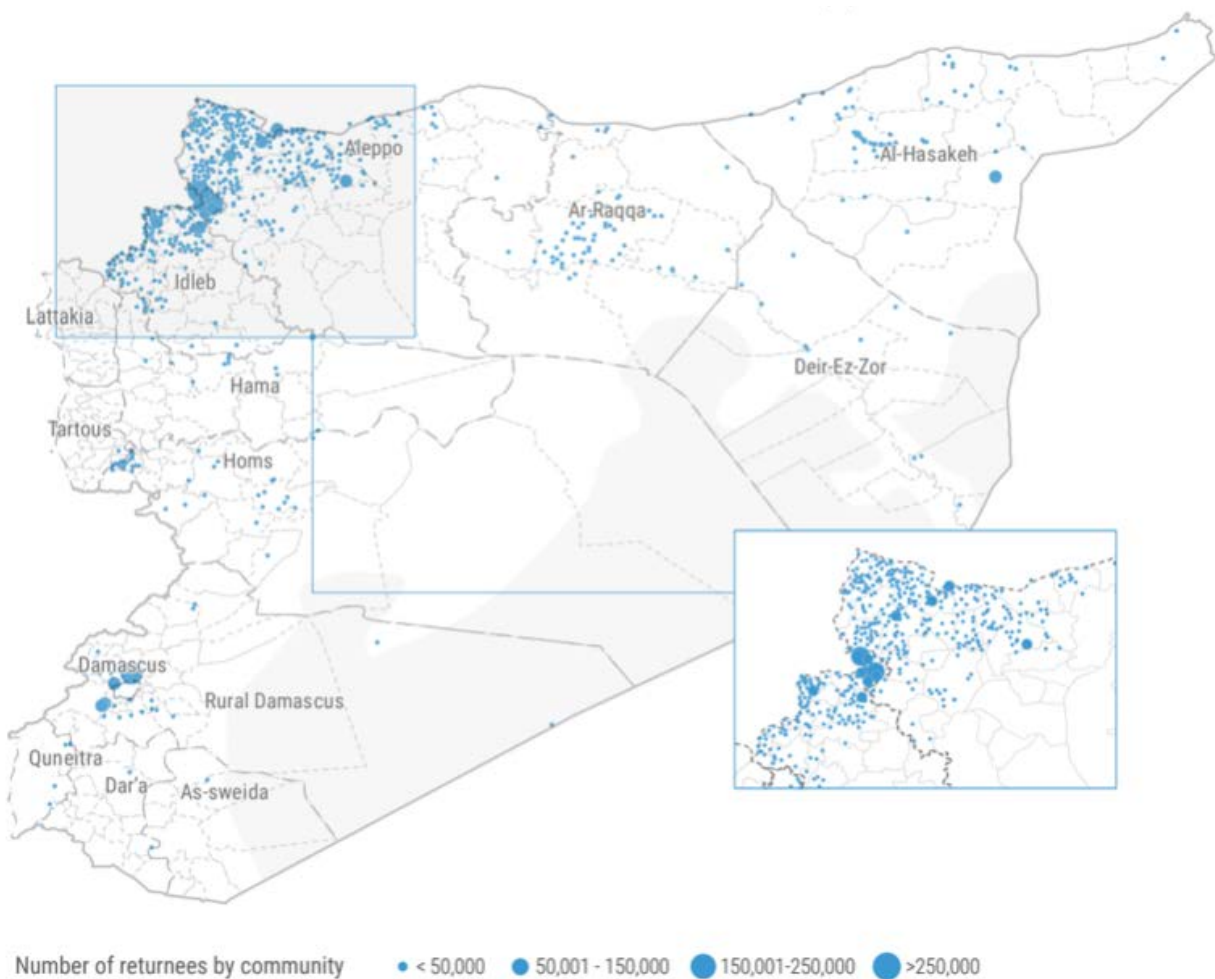 Aleppo
Al-Hasakeh
Ar-Raqqa
Idleb
Lattakia
Deir-Ez-Zor
Hama
Tartous
Homs
Damascus
Rural Damascus
Quneitra
Dar'a
As-sweida
Number of returnees by community < 50,000 50,001 - 150,000 150,001-250,000 >250,000